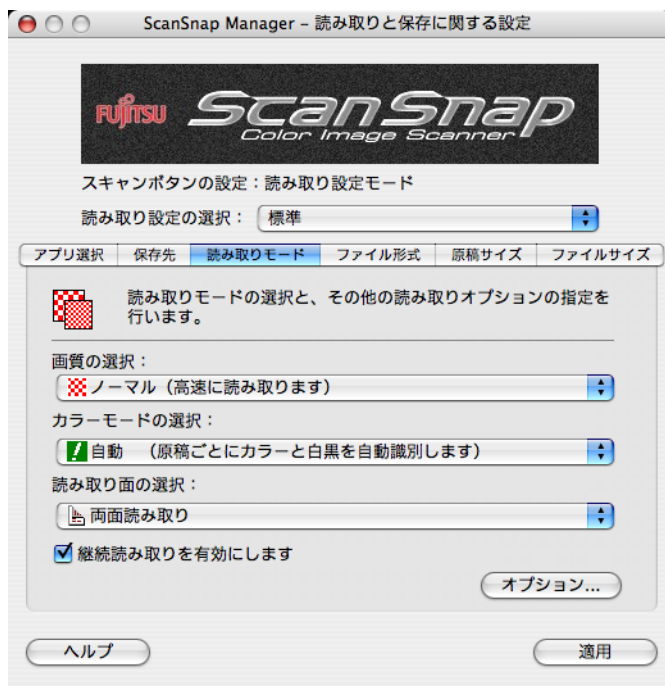 ScanSnap Manager – 読み取りと保存に関する設定
FUJITSU ScanSnap
Color Image Scanner
スキャンボタンの設定：読み取り設定モード
読み取り設定の選択： 標準
アプリ選択 保存先 読み取りモード ファイル形式 原稿サイズ ファイルサイズ
読み取りモードの選択と、その他の読み取りオプションの指定を
行います。
画質の選択：
ノーマル（高速に読み取ります）
カラーモードの選択：
自動 （原稿ごとにカラーと白黒を自動識別します）
読み取り面の選択：
両面読み取り
継続読み取りを有効にします
オプション...
ヘルプ 適用